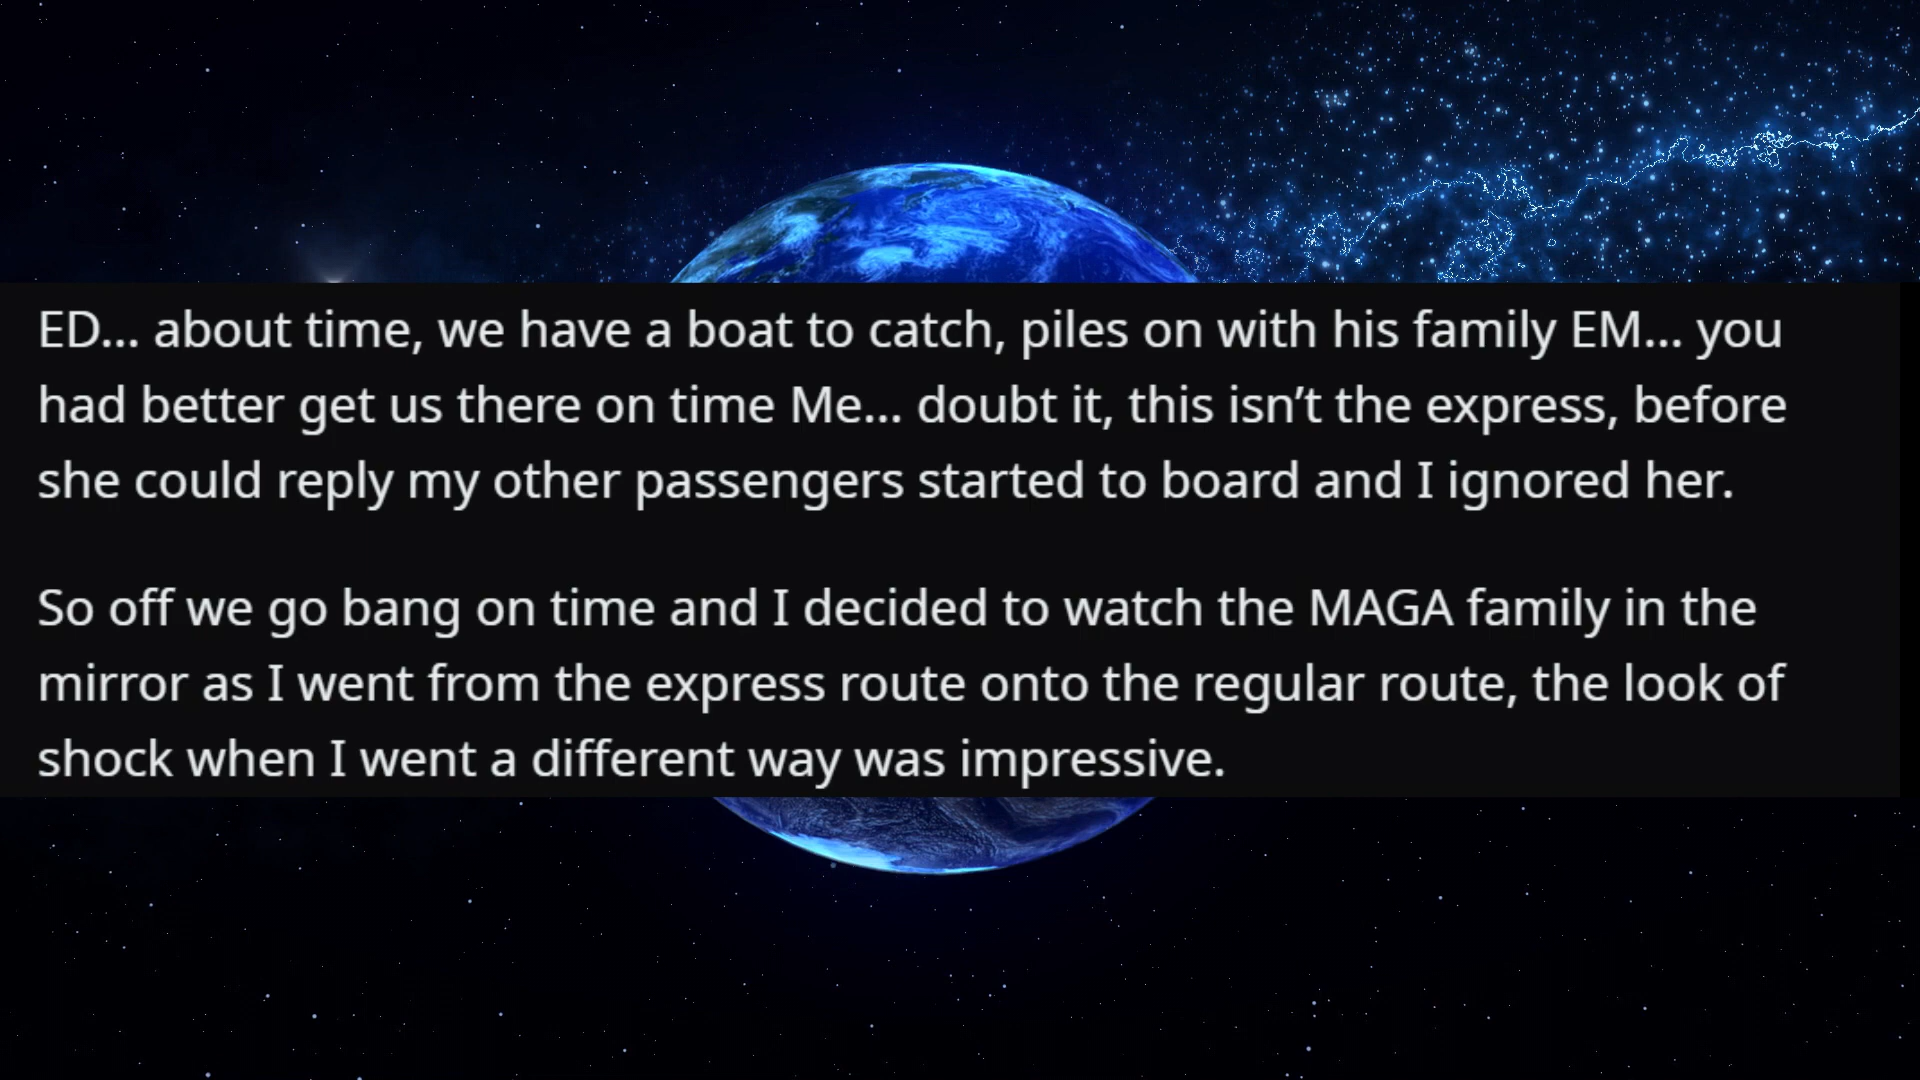 ED... about time, we have a boat to catch, piles on with his family EM... you
had better get us there on time Me... doubt it, this isn’t the express, before
she could reply my other passengers started to board and I ignored her.
So off we go bang on time and I decided to watch the MAGA family in the
mirror as I went from the express route onto the regular route, the look of
shock when I went a different way was impressive.